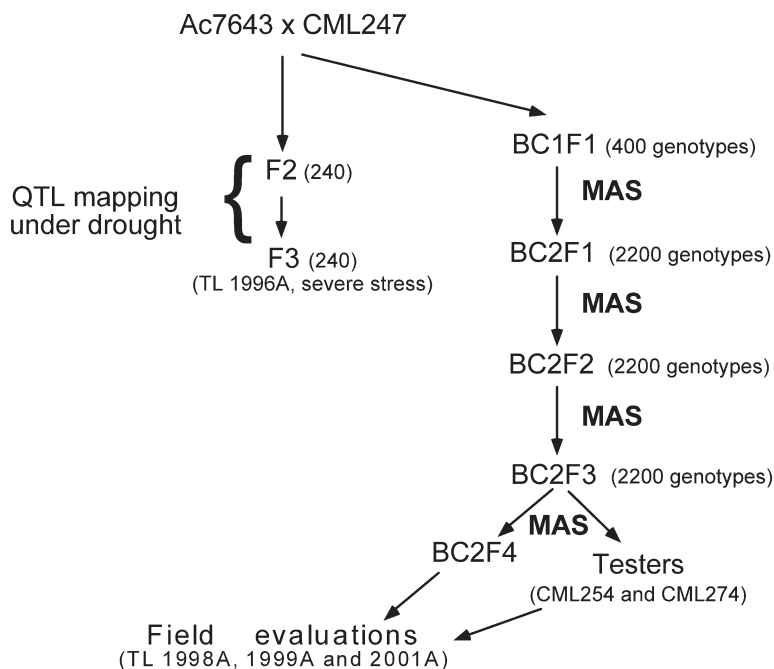 Ac7643 x CML247
BC1F1 (400 genotypes)
MAS
F2 (240)
QTL mapping
under drought
{
F3 (240)
(TL 1996A, severe stress)
BC2F1 (2200 genotypes)
MAS
BC2F2 (2200 genotypes)
MAS
BC2F3 (2200 genotypes)
MAS
BC2F4
Testers
(CML254 and CML274)
Field evaluations
(TL 1998A, 1999A and 2001A)